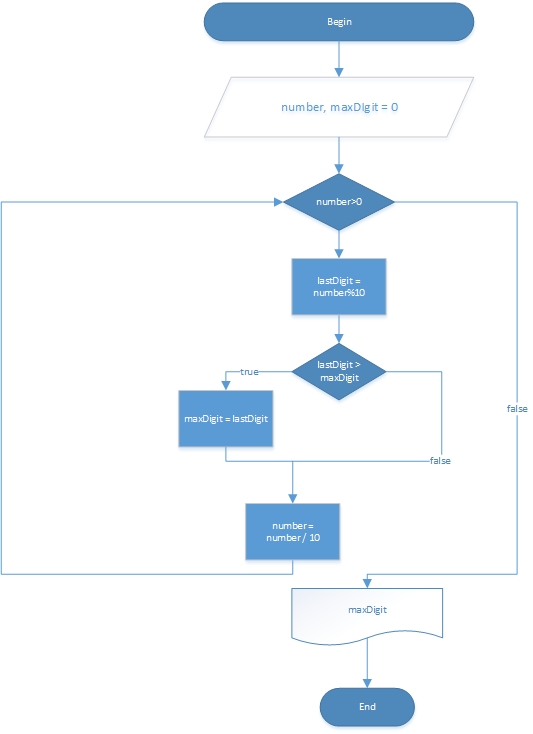 Begin
number, maxDigit = 0
number>0
lastDigit =
number%10
lastDigit >
maxDigit
true
maxDigit = lastDigit
false
false
number =
number / 10
maxDigit
End